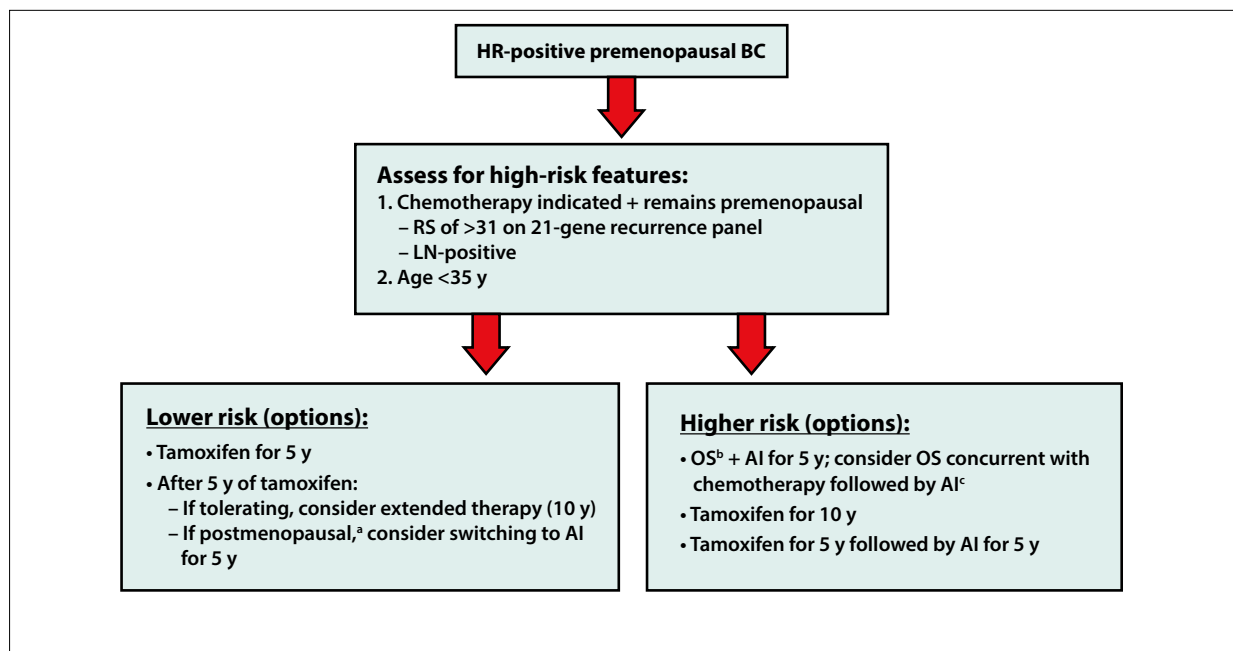 HR-positive premenopausal BC
Assess for high-risk features:
1. Chemotherapy indicated + remains premenopausal
– RS of >31 on 21-gene recurrence panel
– LN-positive
2. Age <35 y
Lower risk (options):
• Tamoxifen for 5 y
• After 5 y of tamoxifen:
– If tolerating, consider extended therapy (10 y)
– If postmenopausal,ᵃ consider switching to AI
for 5 y
Higher risk (options):
• OSᵇ + AI for 5 y; consider OS concurrent with
chemotherapy followed by AIᶜ
• Tamoxifen for 10 y
• Tamoxifen for 5 y followed by AI for 5 y